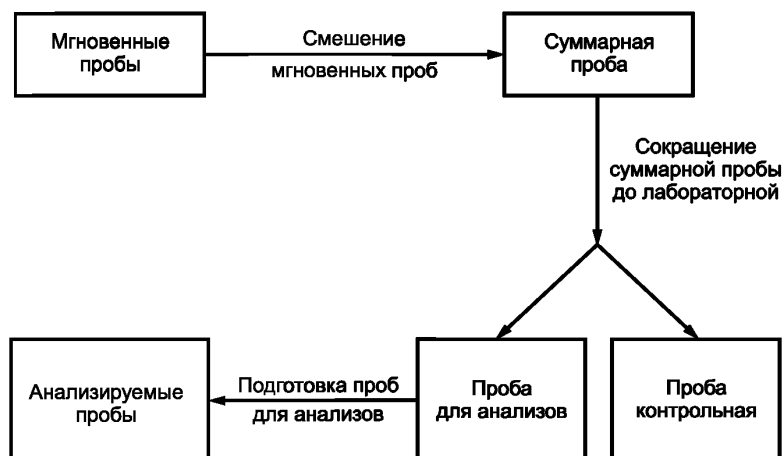 Мгновенные
пробы
Смешение
мгновенных проб
Суммарная
проба
Сокращение
суммарной пробы
до лабораторной
Анализируемые
пробы
Подготовка проб
для анализов
Проба
для анализов
Проба
контрольная